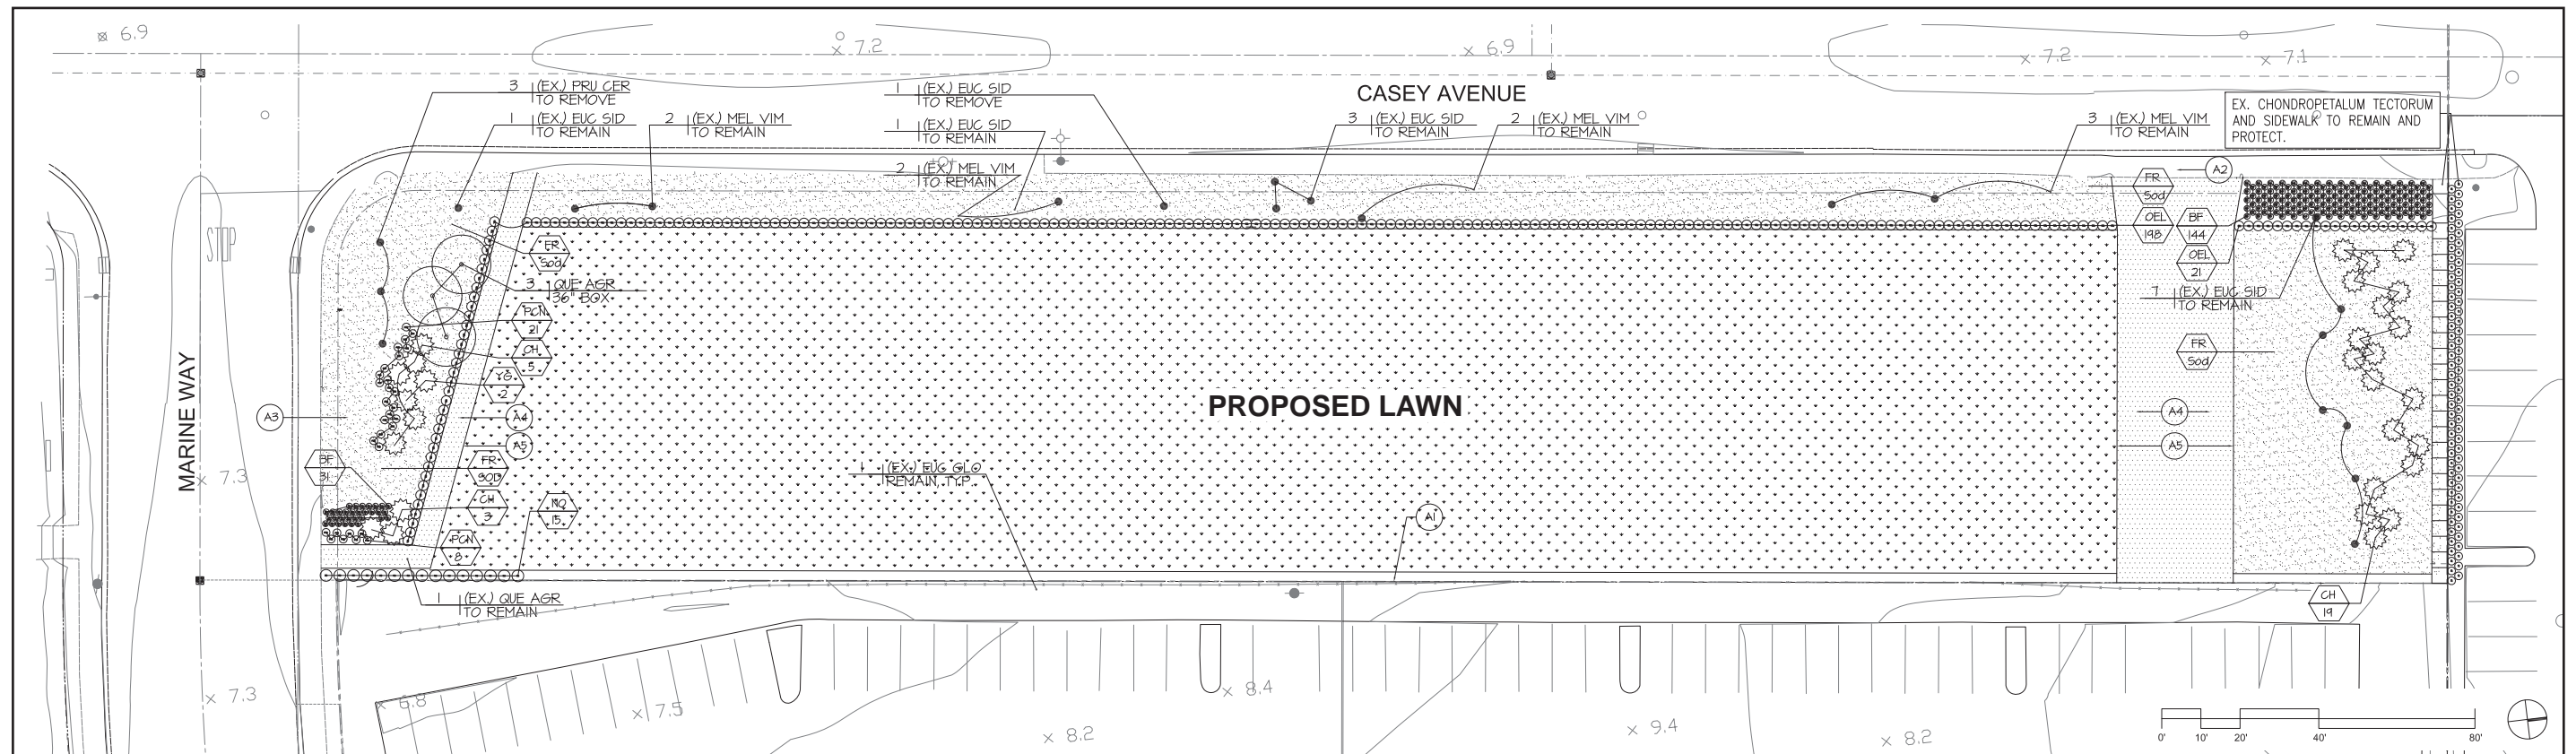 6.9
7.2
6.9
7.2
7.1
3 (EX.) PRU CER
TO REMOVE
1 (EX.) EUC SID
TO REMAIN
2 (EX.) MEL VIM
TO REMAIN
1 (EX.) EUC SID
TO REMOVE
1 (EX.) EUC SID
TO REMAIN
2 (EX.) MEL VIM
TO REMAIN
CASEY AVENUE
3 (EX.) EUC SID
TO REMAIN
2 (EX.) MEL VIM
TO REMAIN
3 (EX.) MEL VIM
TO REMAIN
EX. CHONDROPETALUM TECTORUM
AND SIDEWALK TO REMAIN AND
PROTECT.
A2
FR
Sod
OEL
198
BF
144
OEL
21
7 (EX.) EUC SID
TO REMAIN
FR
Sod
A4
A5
STOP
FR
Sod
3 QUE AGR
36" BOX
PCN
21
CH
5
YG
2
A4
A5
A3
MARINE WAY
7.3
BF
31
FR
SOD
CH
3
NO
15
PCN
8
PROPOSED LAWN
1 (EX.) EUC GLO
REMAIN, TYP.
A1
1 (EX.) QUE AGR
TO REMAIN
CH
19
7.3
6.8
7.5
8.4
8.2
9.4
8.2
0' 10' 20' 40' 80'